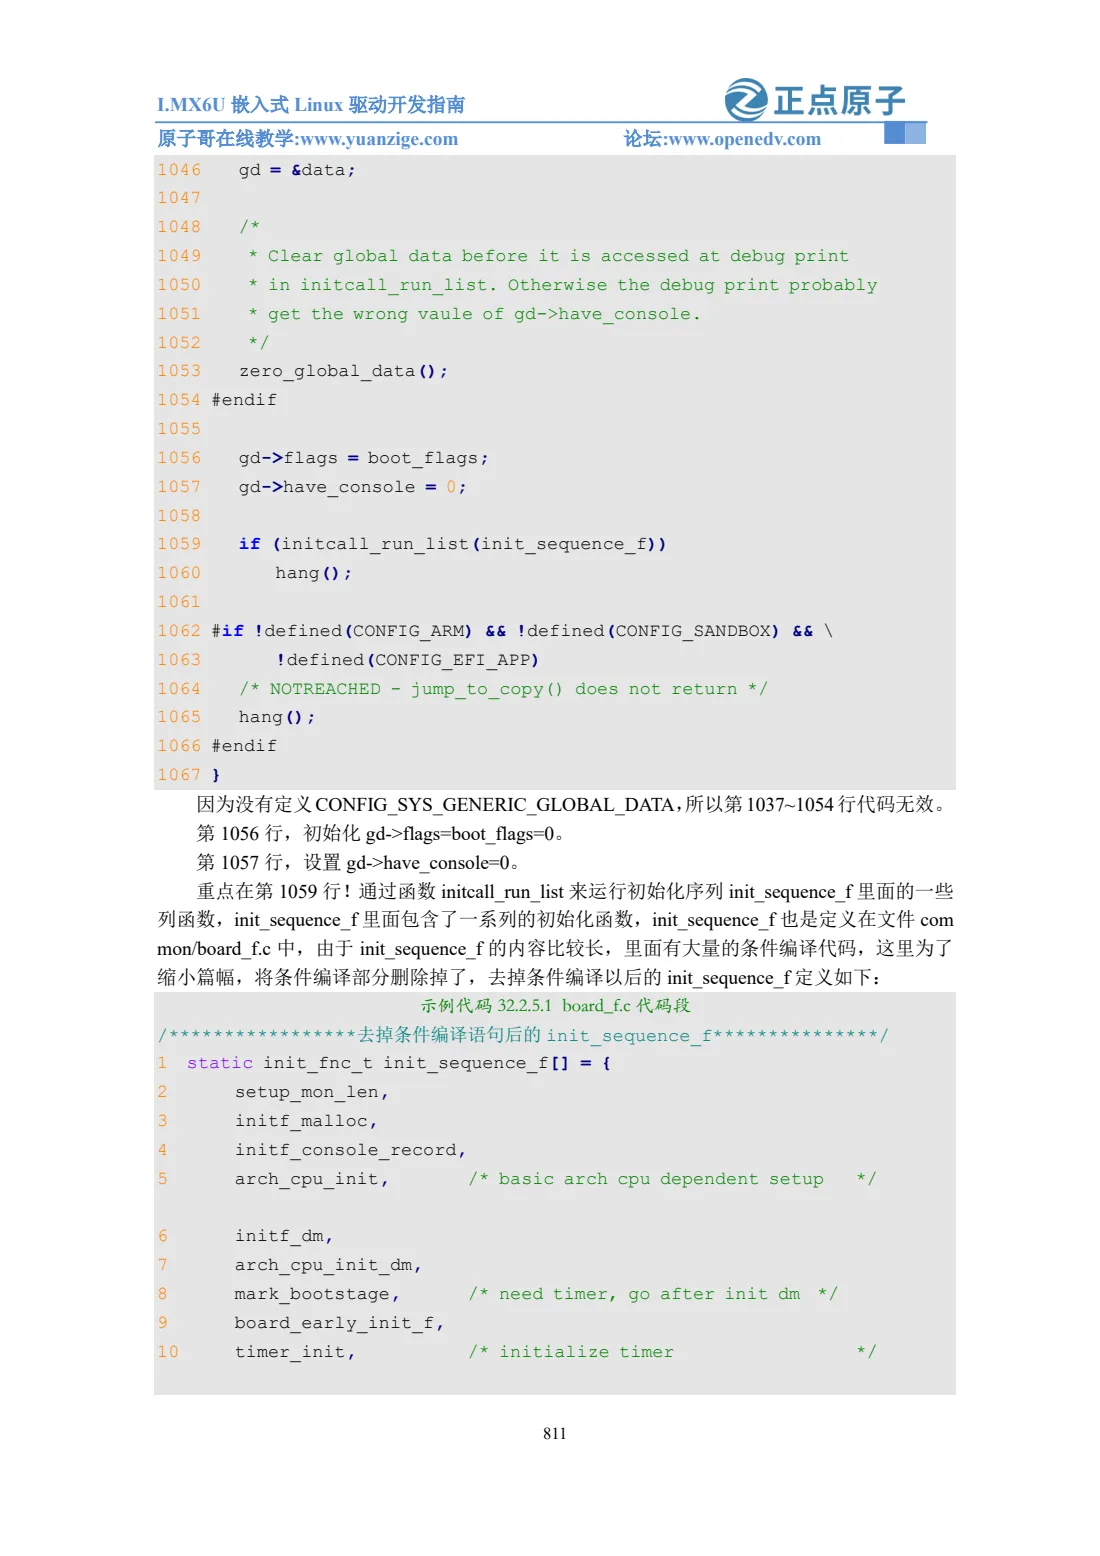 I.MX6U 嵌入式 Linux 驱动开发指南
正点原子
原子哥在线教学:www.yuanzige.com 论坛:www.openedv.com
1046 gd = &data;
1047
1048 /*
1049 * Clear global data before it is accessed at debug print
1050 * in initcall_run_list. Otherwise the debug print probably
1051 * get the wrong vaule of gd->have_console.
1052 */
1053 zero_global_data();
1054 #endif
1055
1056 gd->flags = boot_flags;
1057 gd->have_console = 0;
1058
1059 if (initcall_run_list(init_sequence_f))
1060 hang();
1061
1062 #if !defined(CONFIG_ARM) && !defined(CONFIG_SANDBOX) && \
1063 !defined(CONFIG_EFI_APP)
1064 /* NOTREACHED - jump_to_copy() does not return */
1065 hang();
1066 #endif
1067 }
因为没有定义 CONFIG_SYS_GENERIC_GLOBAL_DATA,所以第 1037~1054 行代码无效。
第 1056 行，初始化 gd->flags=boot_flags=0。
第 1057 行，设置 gd->have_console=0。
重点在第 1059 行！通过函数 initcall_run_list 来运行初始化序列 init_sequence_f 里面的一些
列函数，init_sequence_f 里面包含了一系列的初始化函数，init_sequence_f 也是定义在文件 com
mon/board_f.c 中，由于 init_sequence_f 的内容比较长，里面有大量的条件编译代码，这里为了
缩小篇幅，将条件编译部分删除掉了，去掉条件编译以后的 init_sequence_f 定义如下：
示例代码 32.2.5.1 board_f.c 代码段
/*****************去掉条件编译语句后的 init_sequence_f***************/
1 static init_fnc_t init_sequence_f[] = {
2 setup_mon_len,
3 initf_malloc,
4 initf_console_record,
5 arch_cpu_init, /* basic arch cpu dependent setup */
6 initf_dm,
7 arch_cpu_init_dm,
8 mark_bootstage, /* need timer, go after init dm */
9 board_early_init_f,
10 timer_init, /* initialize timer */
811